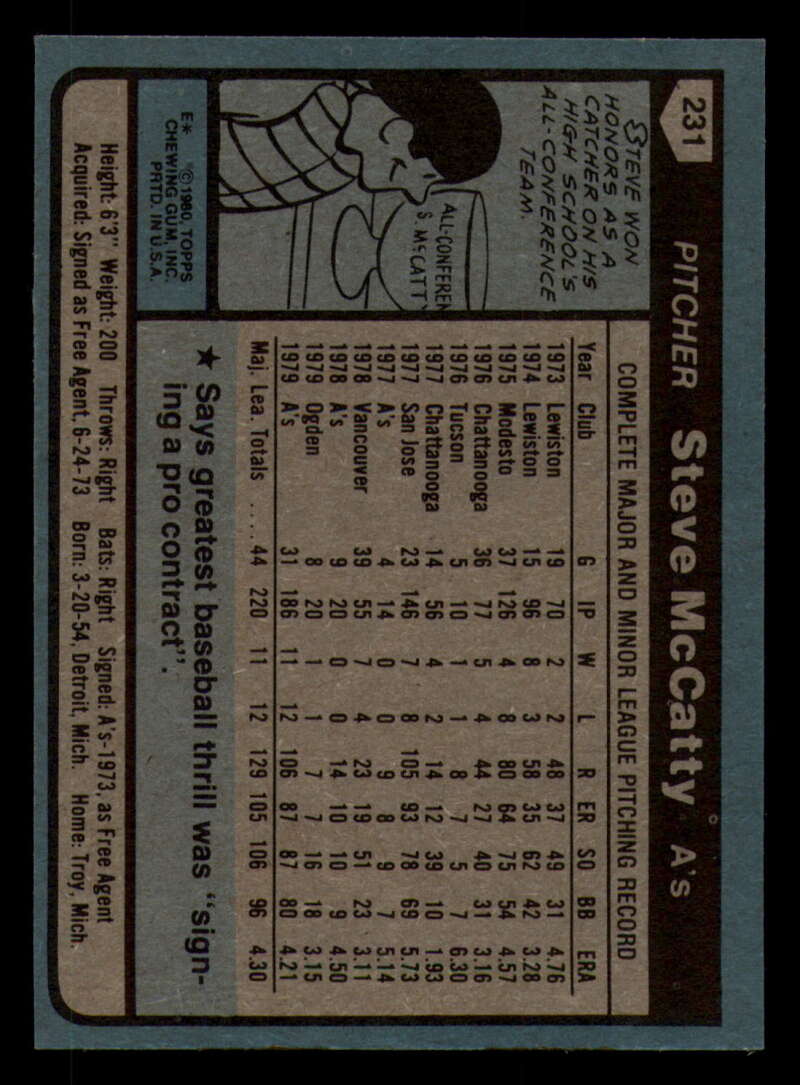 231
PITCHER Steve McCatty A's
STEVE WON
HONORS AS A
CATCHER ON HIS
HIGH SCHOOL'S
ALL-CONFERENCE
TEAM.
ALL-CONFEREN
S. McCATTY
E* © 1980, TOPPS
CHEWING GUM, INC.
PRTD. IN U.S.A.
COMPLETE MAJOR AND MINOR LEAGUE PITCHING RECORD
Year Club G IP W L R ER SO BB ERA
1973 Lewiston 19 70 2 2 48 37 49 31 4.76
1974 Lewiston 15 96 8 3 58 35 62 42 3.28
1975 Modesto 37 126 4 8 80 64 75 54 4.57
1976 Chattanooga 36 77 5 4 44 27 40 31 3.16
1976 Tucson 5 10 1 1 8 7 5 7 6.30
1977 Chattanooga 14 56 4 2 14 12 39 10 1.93
1977 San Jose 23 146 7 8 105 93 78 69 5.73
1977 A's 4 14 0 0 9 8 9 7 5.14
1978 Vancouver 39 55 7 4 23 19 51 23 3.11
1978 A's 9 20 0 0 14 10 10 9 4.50
1979 Ogden 8 20 1 1 7 7 16 18 3.15
1979 A's 31 186 11 12 106 87 87 80 4.21
Maj. Lea. Totals .... 44 220 11 12 129 105 106 96 4.30
★ Says greatest baseball thrill was "sign-
ing a pro contract".
Height: 6'3" Weight: 200 Throws: Right Bats: Right Signed: A's-1973, as Free Agent
Acquired: Signed as Free Agent, 6-24-73 Born: 3-20-54, Detroit, Mich. Home: Troy, Mich.